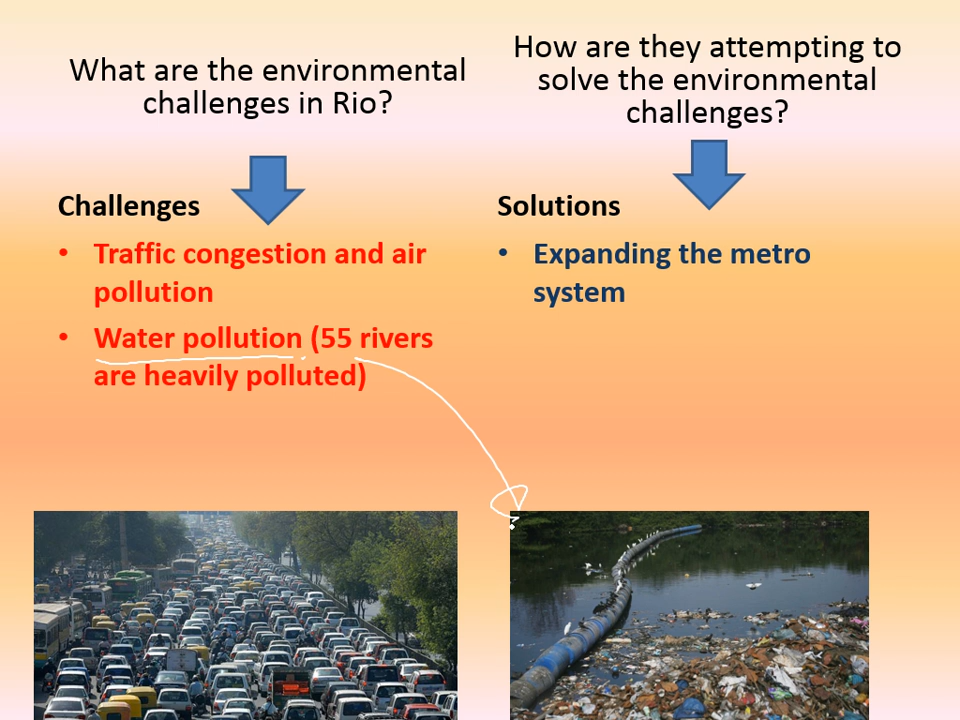 What are the environmental
challenges in Rio?
How are they attempting to
solve the environmental
challenges?
Challenges
• Traffic congestion and air
pollution
• Water pollution (55 rivers
are heavily polluted)
Solutions
• Expanding the metro
system